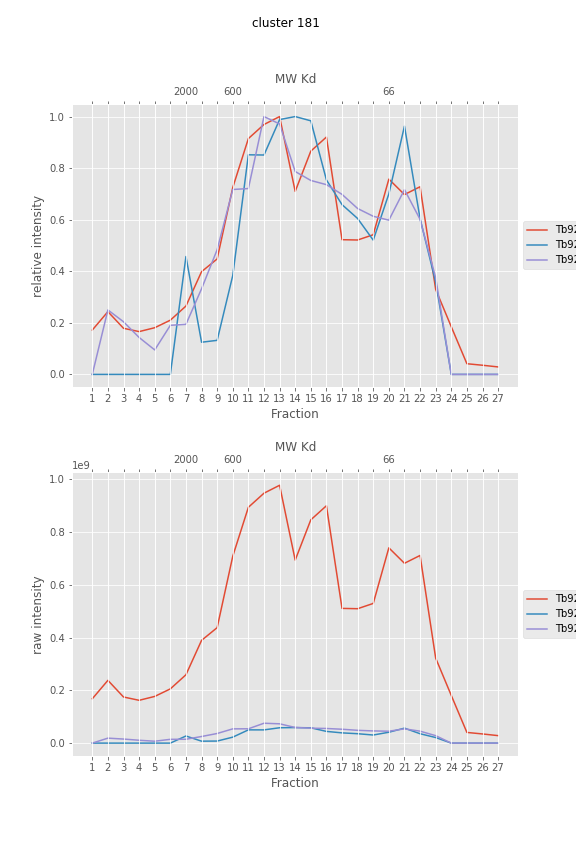 cluster 181
MW Kd
2000 600 66
1.0
0.8
0.6
0.4
0.2
0.0
relative intensity
Tb92
Tb92
Tb92
1 2 3 4 5 6 7 8 9 10 11 12 13 14 15 16 17 18 19 20 21 22 23 24 25 26 27
Fraction
MW Kd
2000 600 66
1e9
1.0
0.8
0.6
0.4
0.2
0.0
raw intensity
Tb92
Tb92
Tb92
1 2 3 4 5 6 7 8 9 10 11 12 13 14 15 16 17 18 19 20 21 22 23 24 25 26 27
Fraction